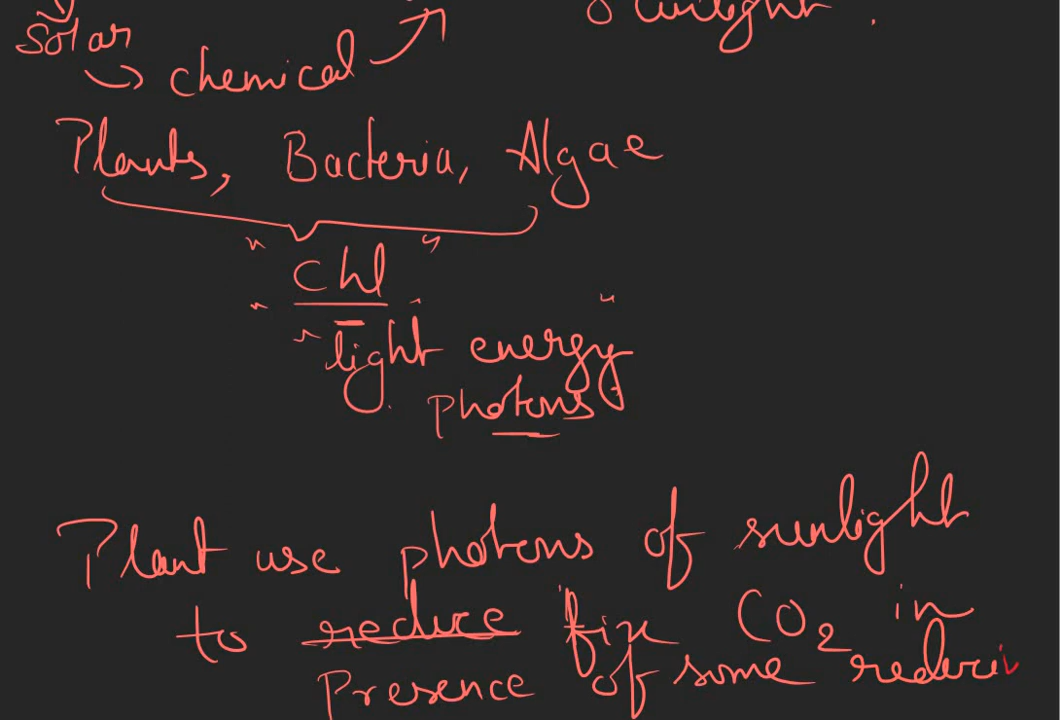 Solar sunlight.
→ chemical
Plants, Bacteria, Algae
"Chl"
"light energy"
photons
Plant use photons of sunlight
to reduce fix CO2 in
Presence of some